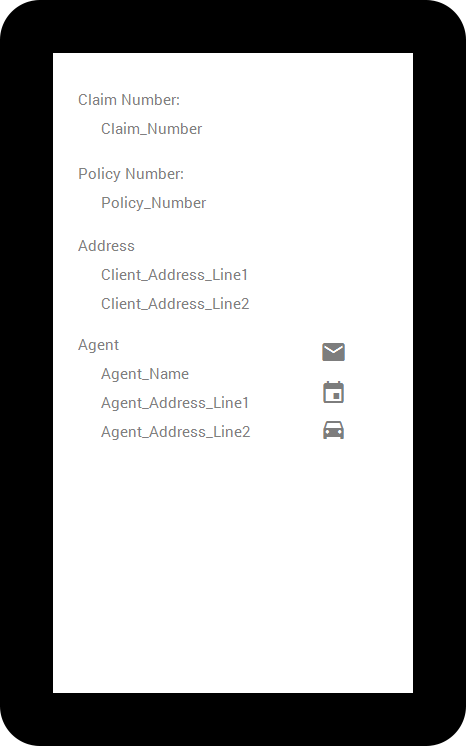 Claim Number:
Claim_Number
Policy Number:
Policy_Number
Address
Client_Address_Line1
Client_Address_Line2
Agent
Agent_Name
Agent_Address_Line1
Agent_Address_Line2